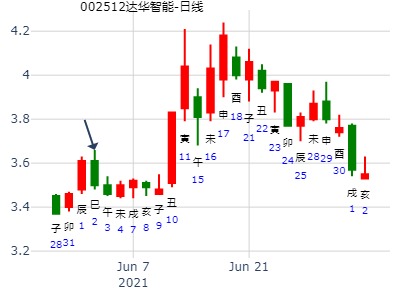 002512达华智能-日线
4.2
4
3.8
3.6
3.4
3.2
子 卯 辰 巳 午 未 戌 亥 申 丑 寅 午 未 申 酉 子 丑 寅 卯 辰 未 申 酉 戌 亥
28 31 1 2 3 4 7 8 9 10 11 15 16 17 18 21 22 23 24 25 28 29 30 1 2
Jun 7 Jun 21
2021